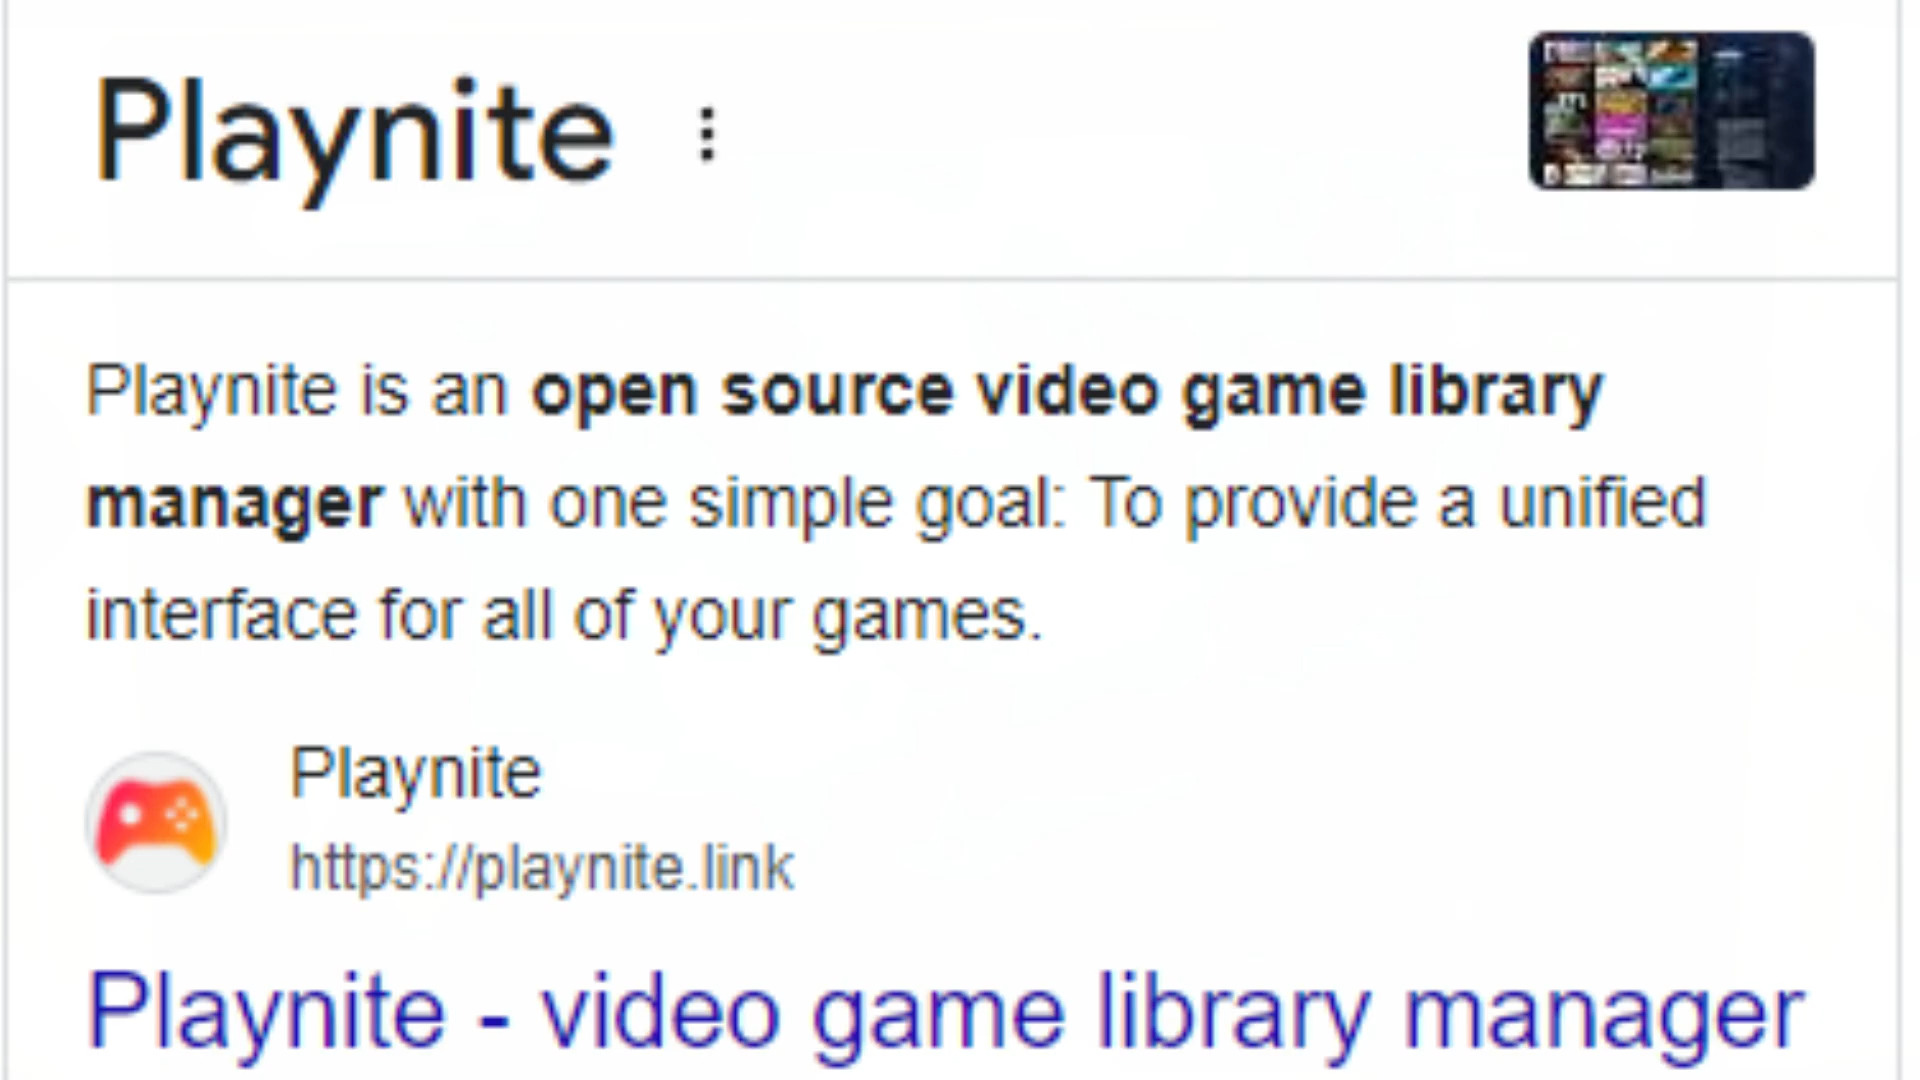 Playnite
Playnite is an open source video game library
manager with one simple goal: To provide a unified
interface for all of your games.
Playnite
https://playnite.link
Playnite - video game library manager